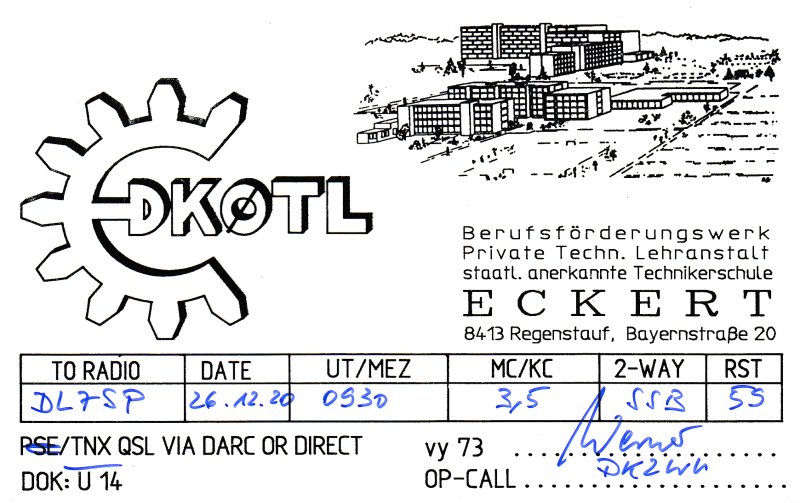 DKØTL
Berufsförderungswerk
Private Techn. Lehranstalt
staatl. anerkannte Technikerschule
ECKERT
8413 Regenstauf, Bayernstraße 20
TO RADIO DATE UT/MEZ MC/KC 2-WAY RST
DL7SP 26.12.20 0930 3,5 SSB 59
PSE/TNX QSL VIA DARC OR DIRECT
vy 73 Werner
DOK: U 14
OP-CALL